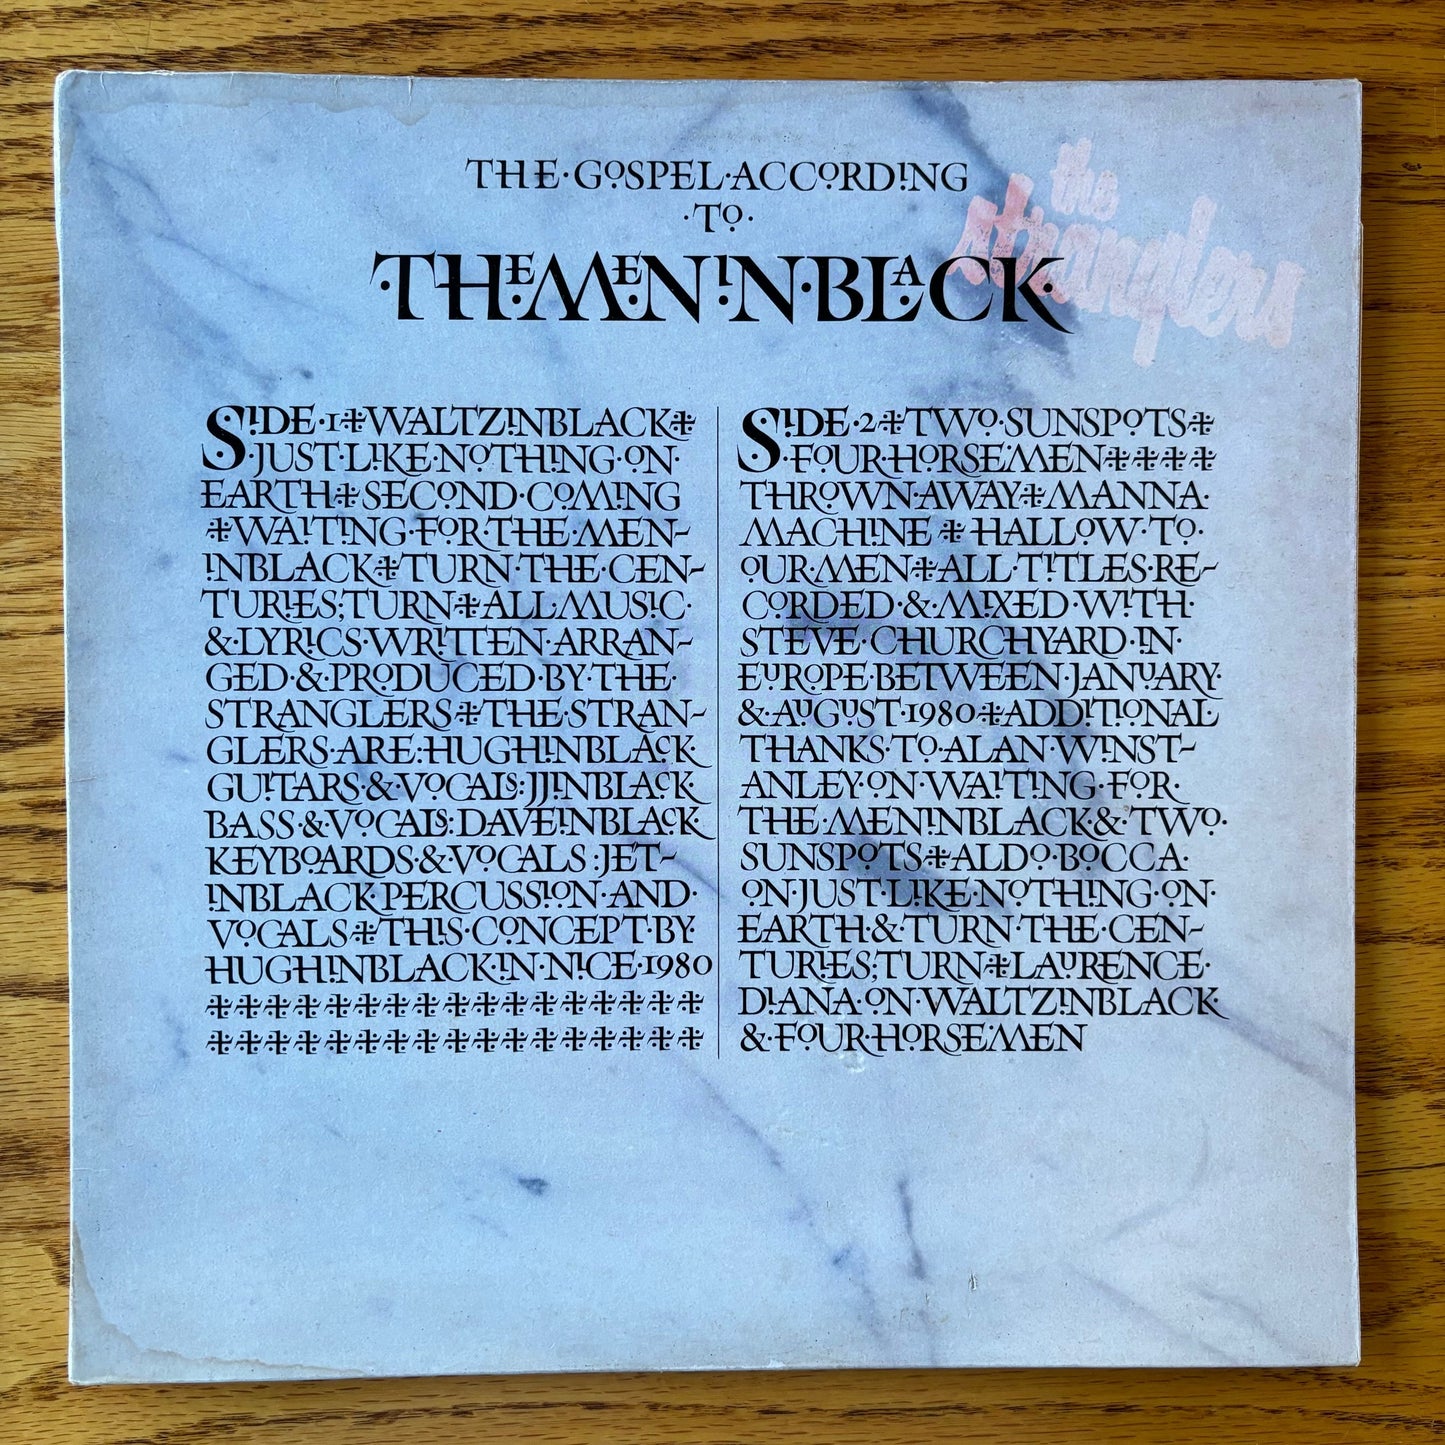 THE·GOSPEL·ACCORDING
·TO·
·THE·MEN·IN·BLACK·
the
stranglers
SIDE·1⁜WALTZINBLACK⁜
·JUST·LIKE·NOTHING·ON·
EARTH⁜SECOND·COMING
⁜WAITING·FOR·THE·MEN-
INBLACK⁜TURN·THE·CEN-
TURIES;TURN⁜ALL·MUSIC·
&·LYRICS·WRITTEN·ARRAN-
GED·&·PRODUCED·BY·THE·
STRANGLERS⁜THE·STRAN-
GLERS·ARE:HUGHINBLACK·
GUITARS·&·VOCALS:JJINBLACK
BASS·&·VOCALS:DAVEINBLACK
KEYBOARDS·&·VOCALS:JET-
INBLACK·PERCUSSION·AND·
VOCALS⁜THIS·CONCEPT·BY·
HUGHINBLACK·IN·NICE·1980
⁜⁜⁜⁜⁜⁜⁜⁜⁜⁜⁜⁜⁜⁜⁜⁜⁜
⁜⁜⁜⁜⁜⁜⁜⁜⁜⁜⁜⁜⁜⁜⁜⁜⁜
SIDE·2⁜TWO·SUNSPOTS⁜
·FOUR·HORSEMEN⁜⁜⁜⁜
THROWN·AWAY⁜MANNA·
MACHINE⁜HALLOW·TO·
OUR·MEN⁜ALL·TITLES·RE-
CORDED·&·MIXED·WITH·
STEVE·CHURCHYARD·IN·
EUROPE·BETWEEN·JANUARY·
&·AUGUST·1980⁜ADDITIONAL
THANKS·TO·ALAN·WINST-
ANLEY·ON·WAITING·FOR·
THE·MENINBLACK·&·TWO·
SUNSPOTS⁜ALDO·BOCCA·
ON·JUST·LIKE·NOTHING·ON·
EARTH·&·TURN·THE·CEN-
TURIES;TURN⁜LAURENCE·
DIANA·ON·WALTZINBLACK·
&·FOUR·HORSEMEN